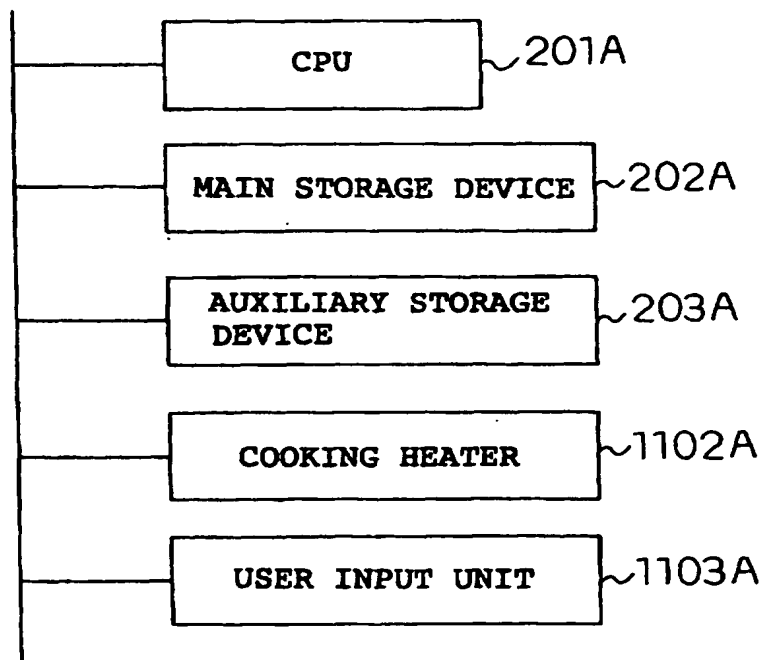 CPU 201A
MAIN STORAGE DEVICE 202A
AUXILIARY STORAGE
DEVICE 203A
COOKING HEATER 1102A
USER INPUT UNIT 1103A